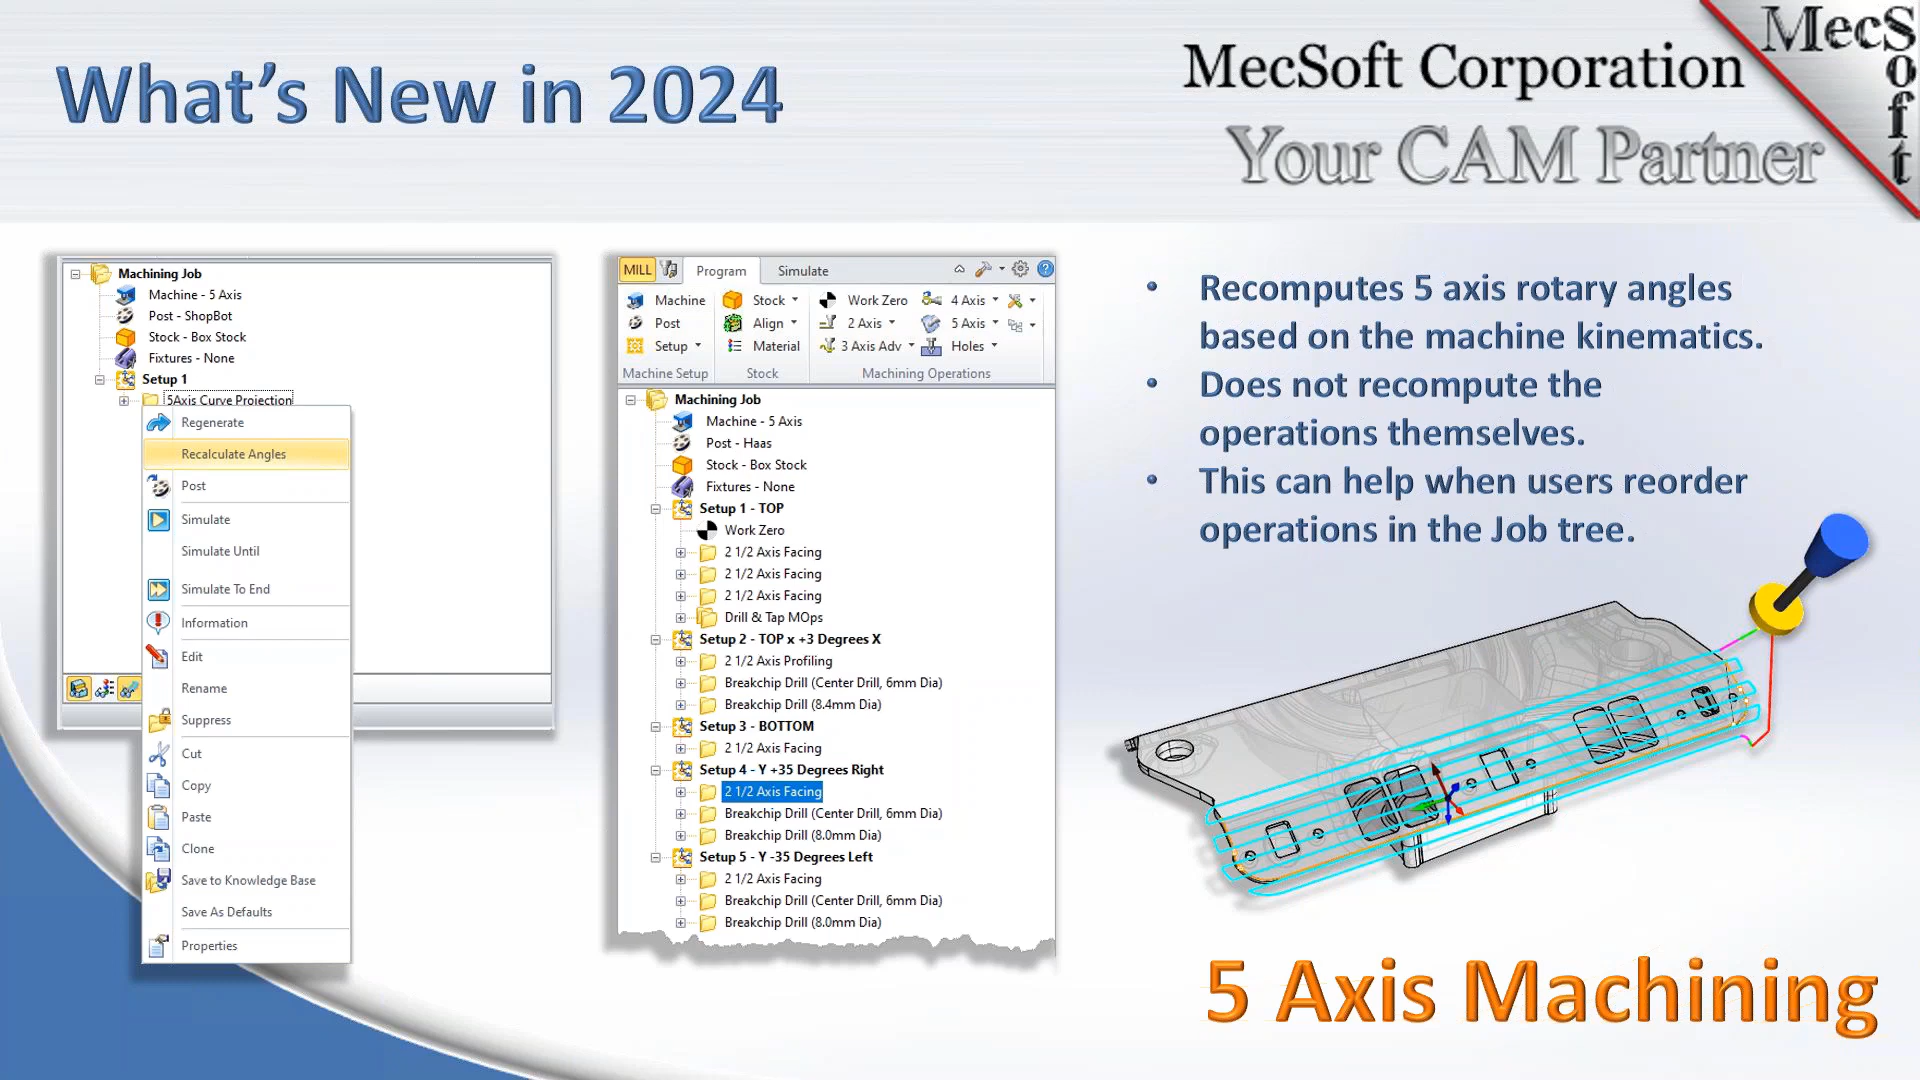 What's New in 2024
MecSoft Corporation
Your CAM Partner
MecSoft
Machining Job
Machine - 5 Axis
Post - ShopBot
Stock - Box Stock
Fixtures - None
Setup 1
5Axis Curve Projection
Regenerate
Recalculate Angles
Post
Simulate
Simulate Until
Simulate To End
Information
Edit
Rename
Suppress
Cut
Copy
Paste
Clone
Save to Knowledge Base
Save As Defaults
Properties
MILL Program Simulate
Machine Stock Work Zero 4 Axis
Post Align 2 Axis 5 Axis
Setup Material 3 Axis Adv Holes
Machine Setup Stock Machining Operations
Machining Job
Machine - 5 Axis
Post - Haas
Stock - Box Stock
Fixtures - None
Setup 1 - TOP
Work Zero
2 1/2 Axis Facing
2 1/2 Axis Facing
2 1/2 Axis Facing
Drill & Tap MOps
Setup 2 - TOP x +3 Degrees X
2 1/2 Axis Profiling
Breakchip Drill (Center Drill, 6mm Dia)
Breakchip Drill (8.4mm Dia)
Setup 3 - BOTTOM
2 1/2 Axis Facing
Setup 4 - Y +35 Degrees Right
2 1/2 Axis Facing
Breakchip Drill (Center Drill, 6mm Dia)
Breakchip Drill (8.0mm Dia)
Setup 5 - Y -35 Degrees Left
2 1/2 Axis Facing
Breakchip Drill (Center Drill, 6mm Dia)
Breakchip Drill (8.0mm Dia)
• Recomputes 5 axis rotary angles
based on the machine kinematics.
• Does not recompute the
operations themselves.
• This can help when users reorder
operations in the Job tree.
5 Axis Machining